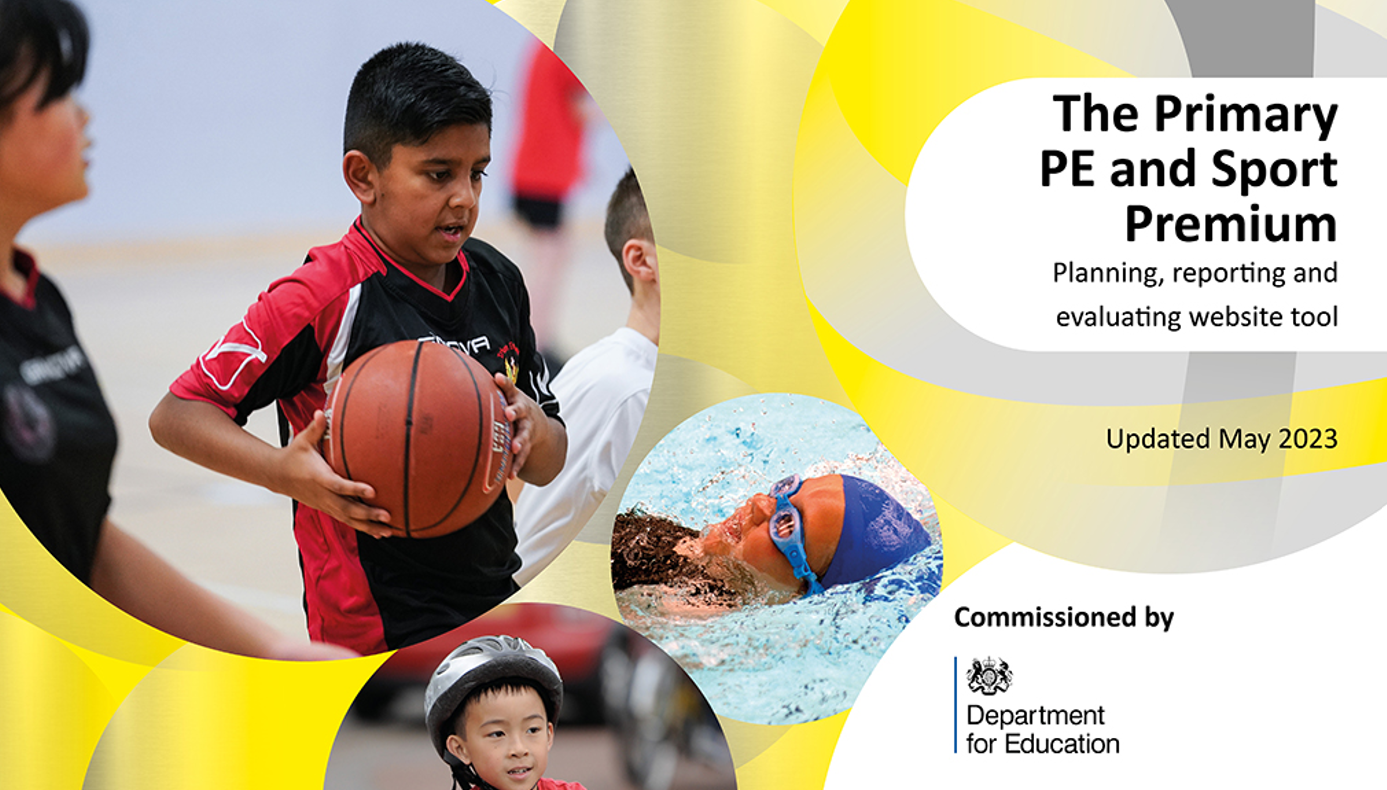 The Primary
PE and Sport
Premium
Planning, reporting and
evaluating website tool
Updated May 2023
Commissioned by
Department
for Education